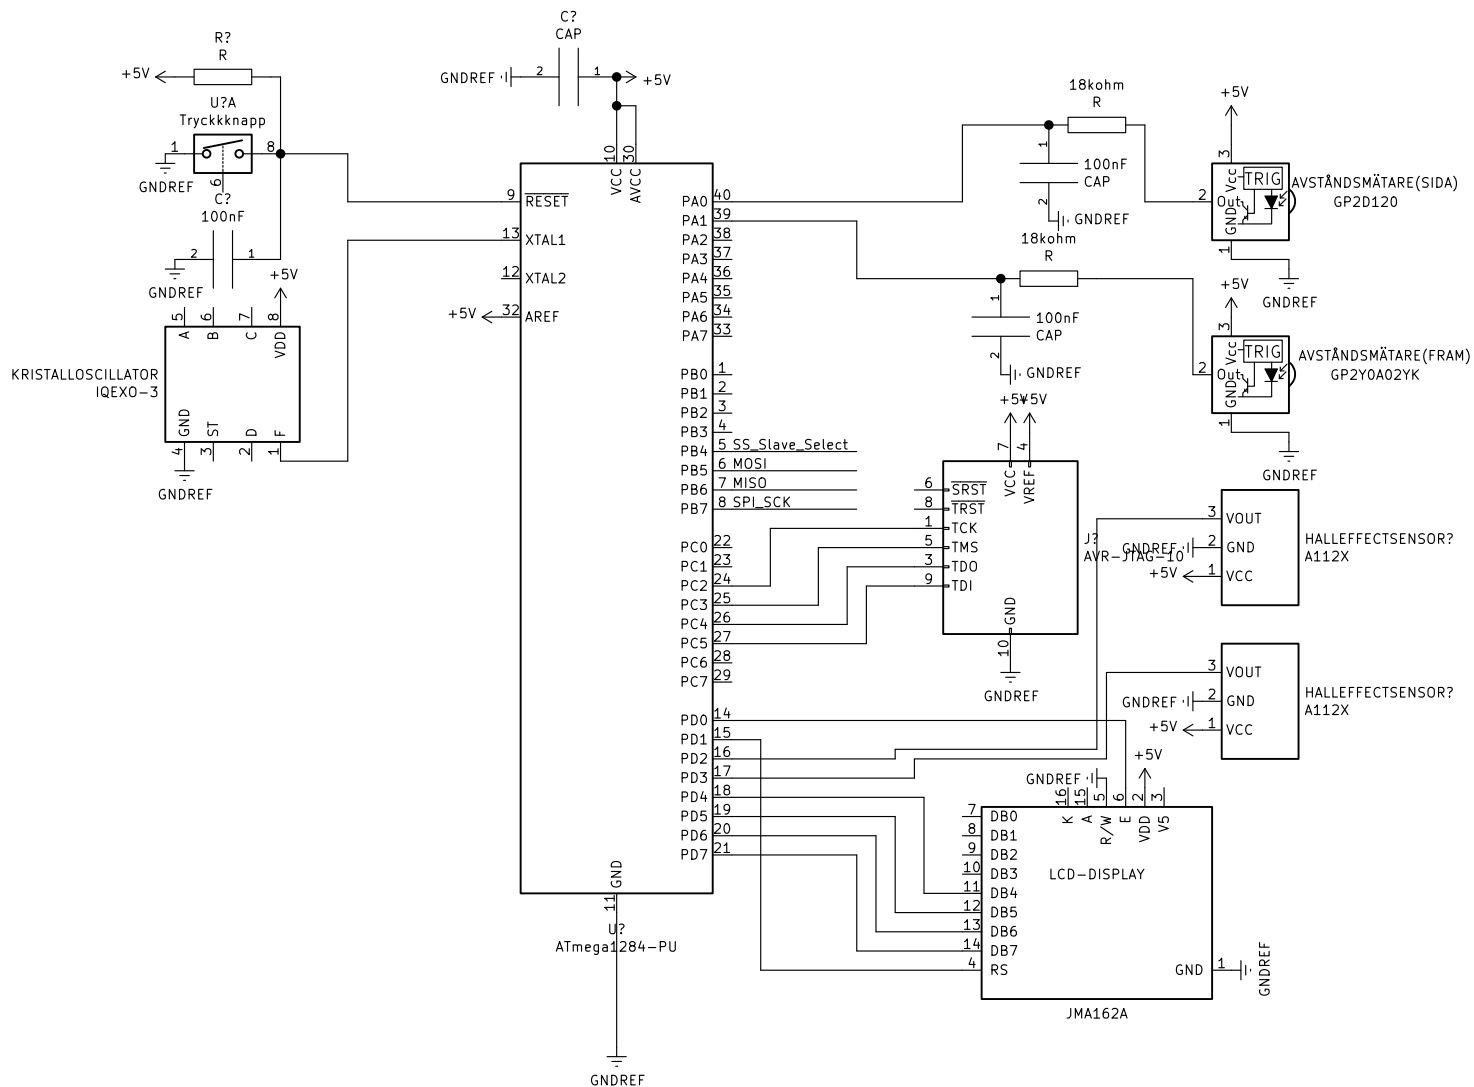 R?
R
+5V
U?A
Tryckkknapp
1
8
6
GNDREF
C?
100nF
2
1
GNDREF
+5V
5
6
7
8
A
B
C
VDD
KRISTALLOSCILLATOR
IQEXO-3
GND
ST
D
F
4
3
2
1
GNDREF
C?
CAP
GNDREF
2
1
+5V
10
30
VCC
AVCC
9
RESET
13
XTAL1
12
XTAL2
+5V
32
AREF
PA0 40
PA1 39
PA2 38
PA3 37
PA4 36
PA5 35
PA6 34
PA7 33
PB0 1
PB1 2
PB2 3
PB3 4
PB4 5 SS_Slave_Select
PB5 6 MOSI
PB6 7 MISO
PB7 8 SPI_SCK
PC0 22
PC1 23
PC2 24
PC3 25
PC4 26
PC5 27
PC6 28
PC7 29
PD0 14
PD1 15
PD2 16
PD3 17
PD4 18
PD5 19
PD6 20
PD7 21
GND
11
U?
ATmega1284-PU
GNDREF
18kohm
R
1
100nF
CAP
2
GNDREF
18kohm
R
1
100nF
CAP
2
GNDREF
+5V
3
Vcc
TRIG
2
Out
GND
1
AVSTÅNDSMÄTARE(SIDA)
GP2D120
GNDREF
+5V
3
Vcc
TRIG
2
Out
GND
1
AVSTÅNDSMÄTARE(FRAM)
GP2Y0A02YK
GNDREF
+5V
+5V
7
4
VCC
VREF
6 SRST
8 TRST
1 TCK
5 TMS
3 TDO
9 TDI
GND
10
J?
AVR-JTAG-10
GNDREF
3 VOUT
GNDREF 2 GND
+5V 1 VCC
HALLEFFECTSENSOR?
A112X
3 VOUT
GNDREF 2 GND
+5V 1 VCC
HALLEFFECTSENSOR?
A112X
+5V
GNDREF
16
15
5
6
2
3
K
A
R/W
E
VDD
V5
7 DB0
8 DB1
9 DB2
10 DB3
11 DB4
12 DB5
13 DB6
14 DB7
4 RS
LCD-DISPLAY
GND 1
GNDREF
JMA162A